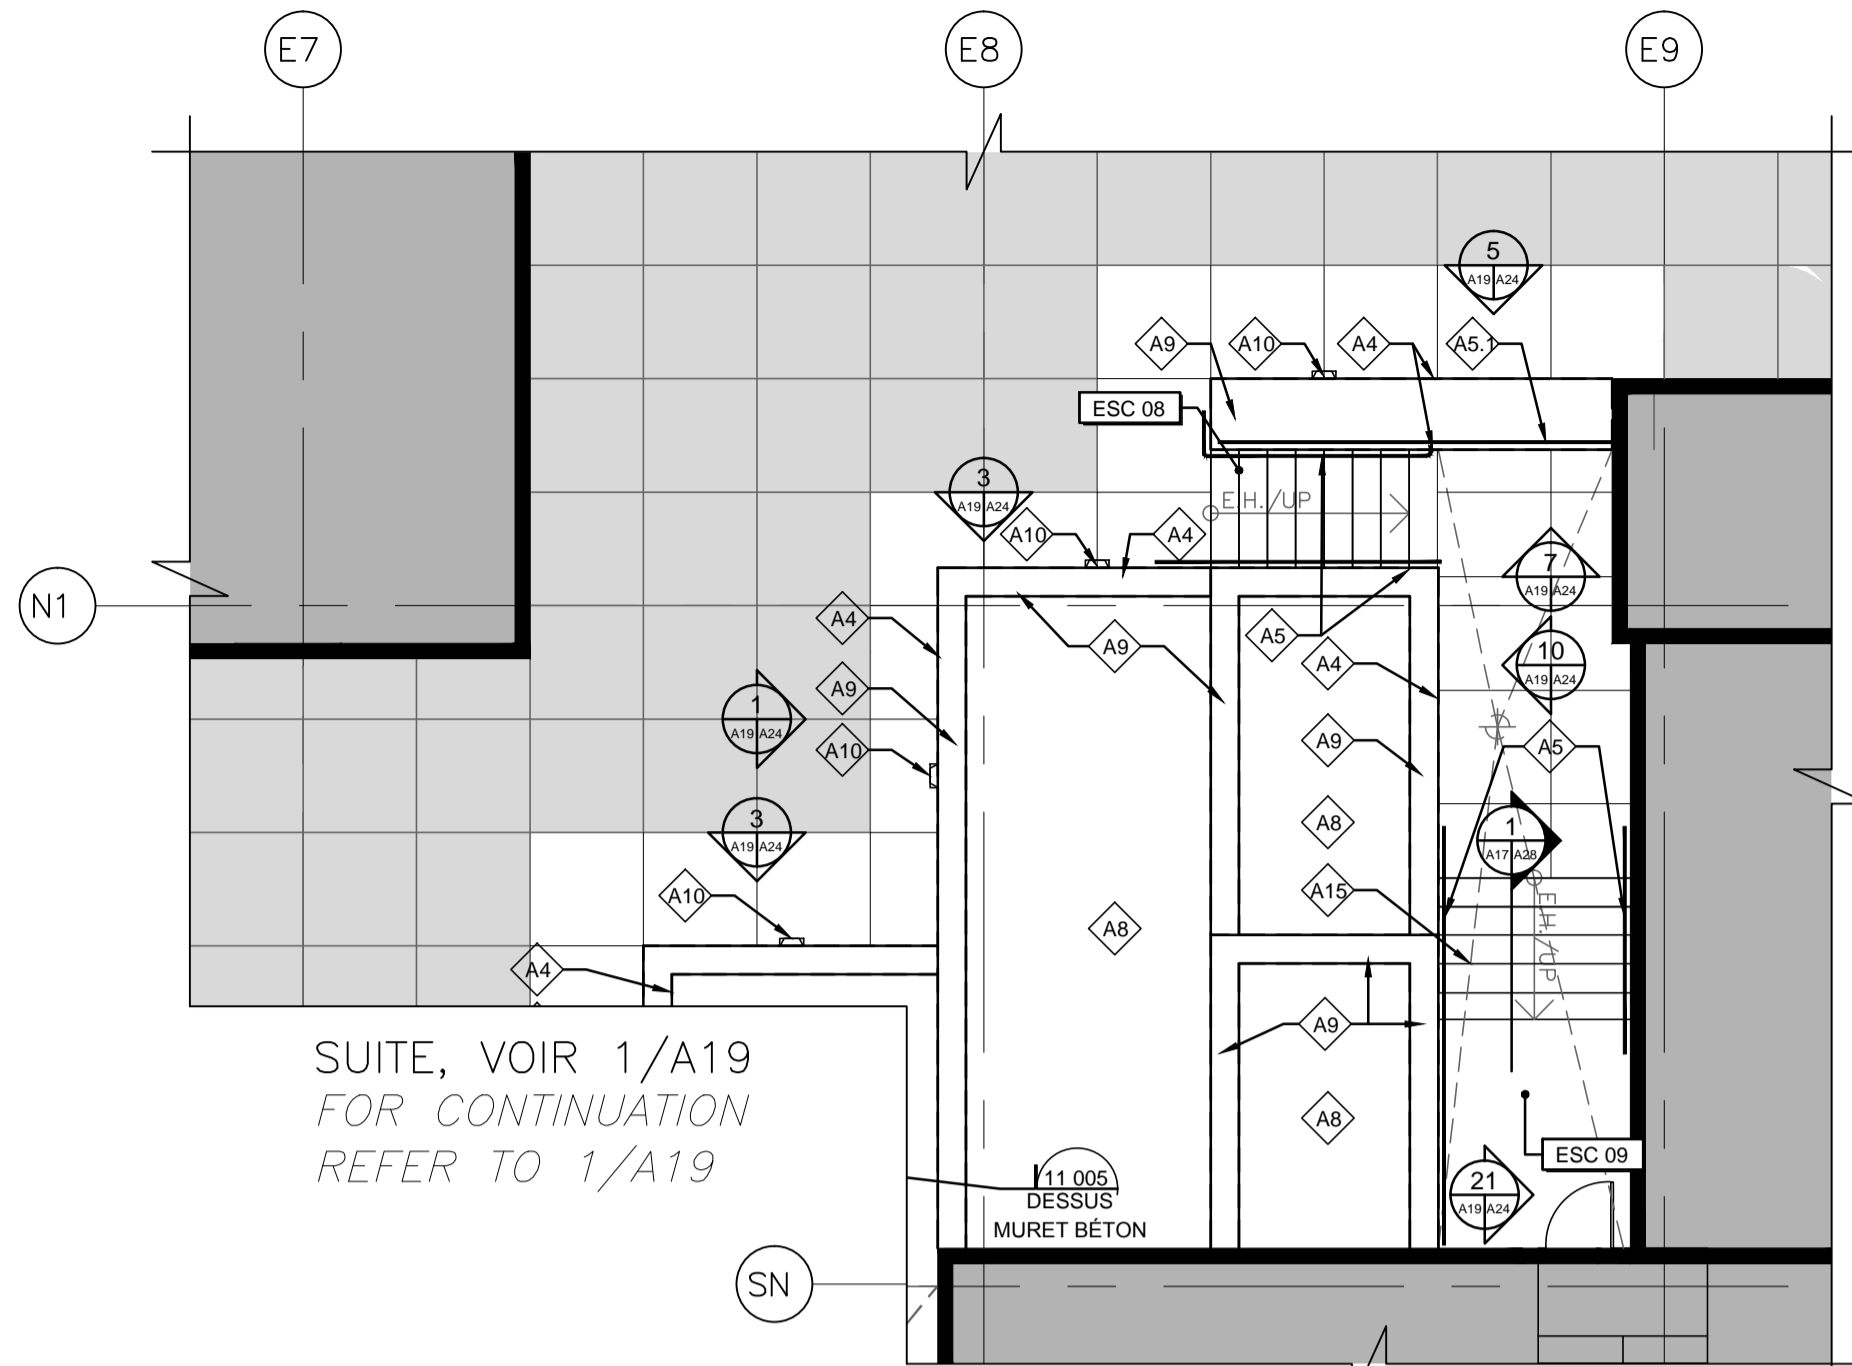 E7
E8
E9
5
A19 A24
A9
A10
A4
A5.1
ESC 08
3
A19 A24
E.H./UP
A10
A4
7
A19 A24
N1
A4
A9
A5
A4
10
A19 A24
A9
1
A19 A24
A10
A9
A5
3
A19 A24
A8
1
A17 A28
A10
A15
E.H./UP
A8
A4
A9
SUITE, VOIR 1/A19
FOR CONTINUATION
REFER TO 1/A19
A8
ESC 09
11 005
DESSUS
MURET BÉTON
21
A19 A24
SN